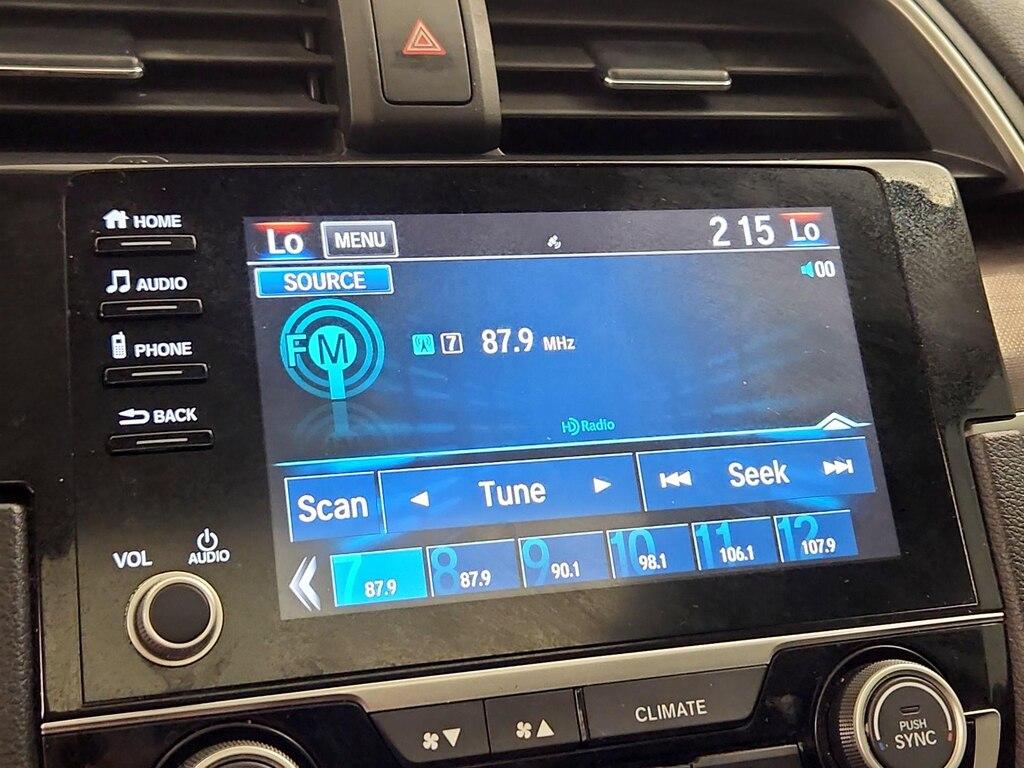 HOME
AUDIO
PHONE
BACK
VOL
AUDIO
Lo
MENU
2 15
Lo
SOURCE
00
FM
7
87.9 MHz
HD Radio
Scan
Tune
Seek
7 87.9
8 87.9
9 90.1
10 98.1
11 106.1
12 107.9
CLIMATE
PUSH
SYNC